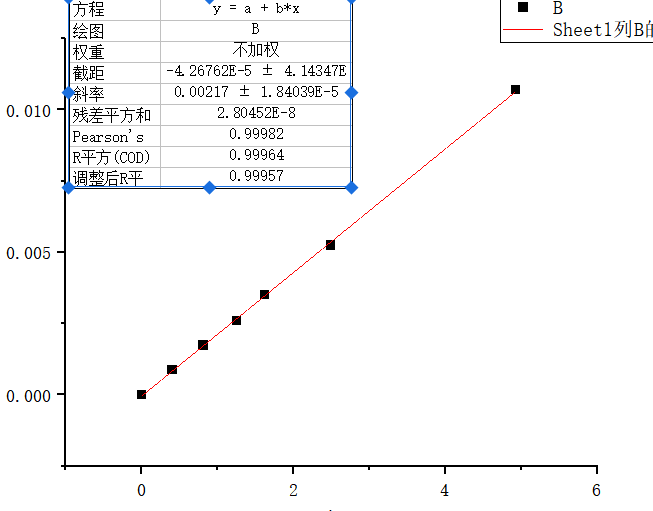 方程 y = a + b*x
绘图 B
权重 不加权
截距 -4.26762E-5 ± 4.14347E
斜率 0.00217 ± 1.84039E-5
残差平方和 2.80452E-8
Pearson's 0.99982
R平方(COD) 0.99964
调整后R平 0.99957
B
Sheet1列B的
0.010
0.005
0.000
0 2 4 6